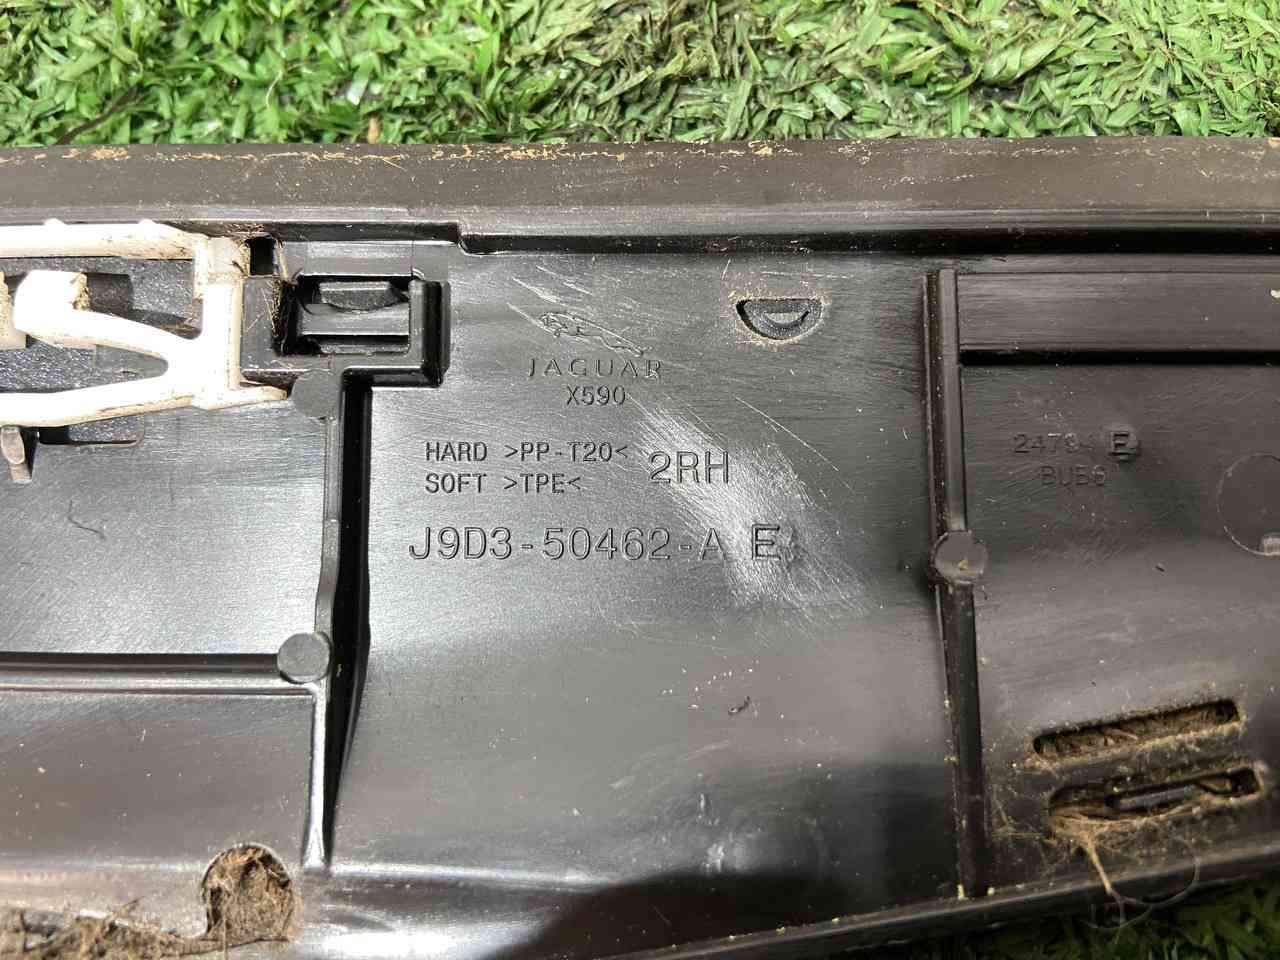 JAGUAR
X590
HARD >PP-T20<
SOFT >TPE<
2RH
J9D3-50462-A E
E